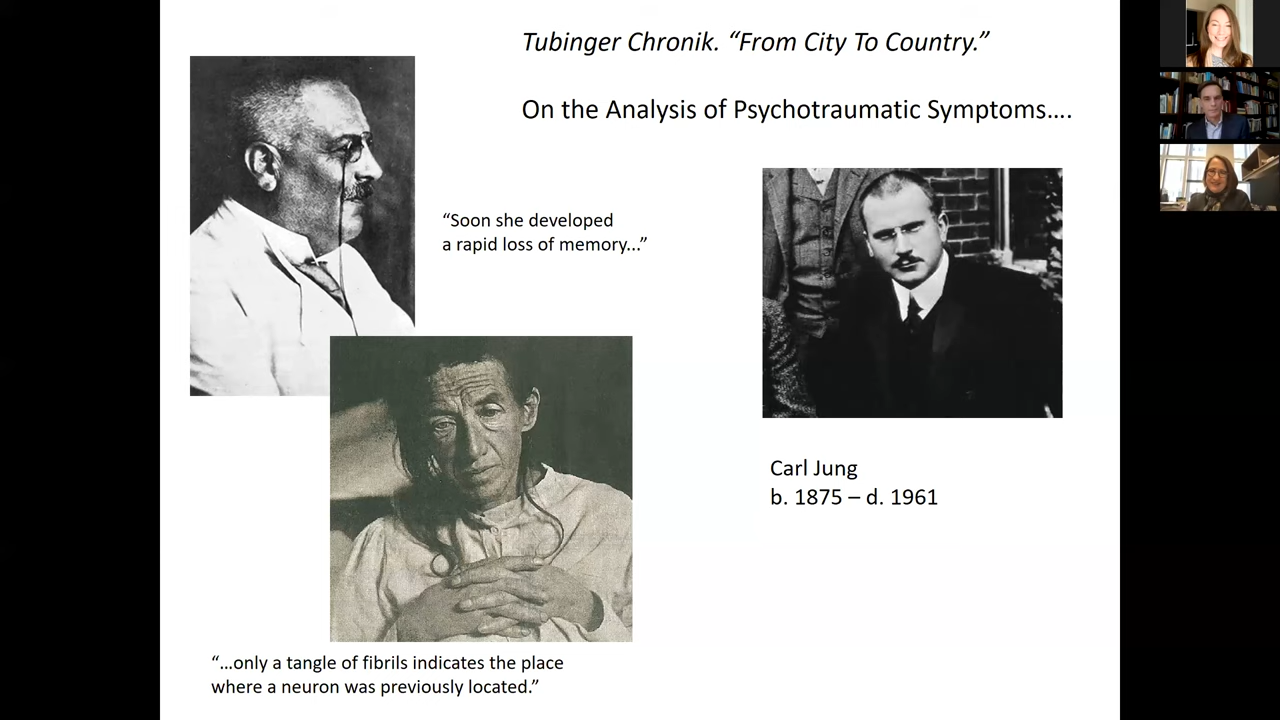 Tubinger Chronik. “From City To Country.”
On the Analysis of Psychotraumatic Symptoms....
“Soon she developed
a rapid loss of memory...”
Carl Jung
b. 1875 – d. 1961
“...only a tangle of fibrils indicates the place
where a neuron was previously located.”